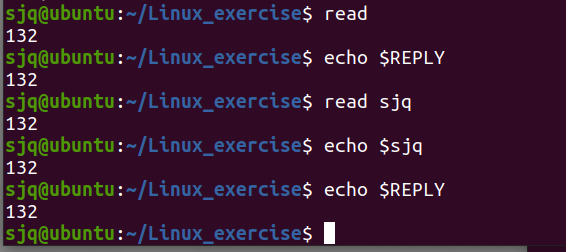 sjq@ubuntu:~/Linux_exercise$ read
132
sjq@ubuntu:~/Linux_exercise$ echo $REPLY
132
sjq@ubuntu:~/Linux_exercise$ read sjq
132
sjq@ubuntu:~/Linux_exercise$ echo $sjq
132
sjq@ubuntu:~/Linux_exercise$ echo $REPLY
132
sjq@ubuntu:~/Linux_exercise$